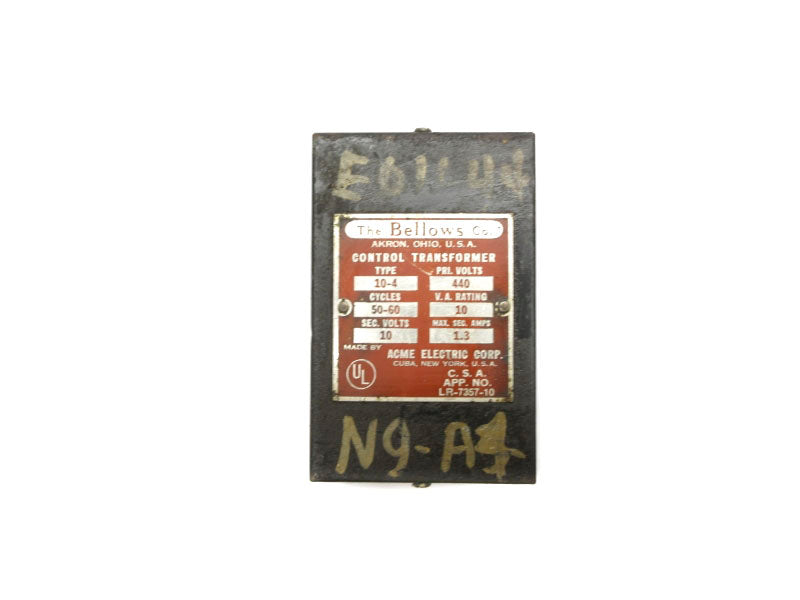 The Bellows Co.
AKRON, OHIO, U.S.A.
CONTROL TRANSFORMER
TYPE PRI. VOLTS
10-4 440
CYCLES V.A. RATING
50-60 10
SEC. VOLTS MAX. SEC. AMPS
10 1.3
MADE BY ACME ELECTRIC CORP.
CUBA, NEW YORK, U.S.A.
UL C.S.A.
APP. NO.
LR-7357-10